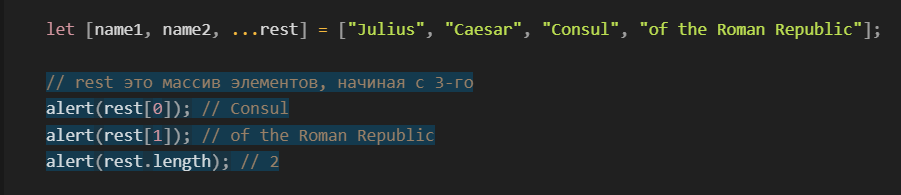 let [name1, name2, ...rest] = ["Julius", "Caesar", "Consul", "of the Roman Republic"];
// rest это массив элементов, начиная с 3-го
alert(rest[0]); // Consul
alert(rest[1]); // of the Roman Republic
alert(rest.length); // 2